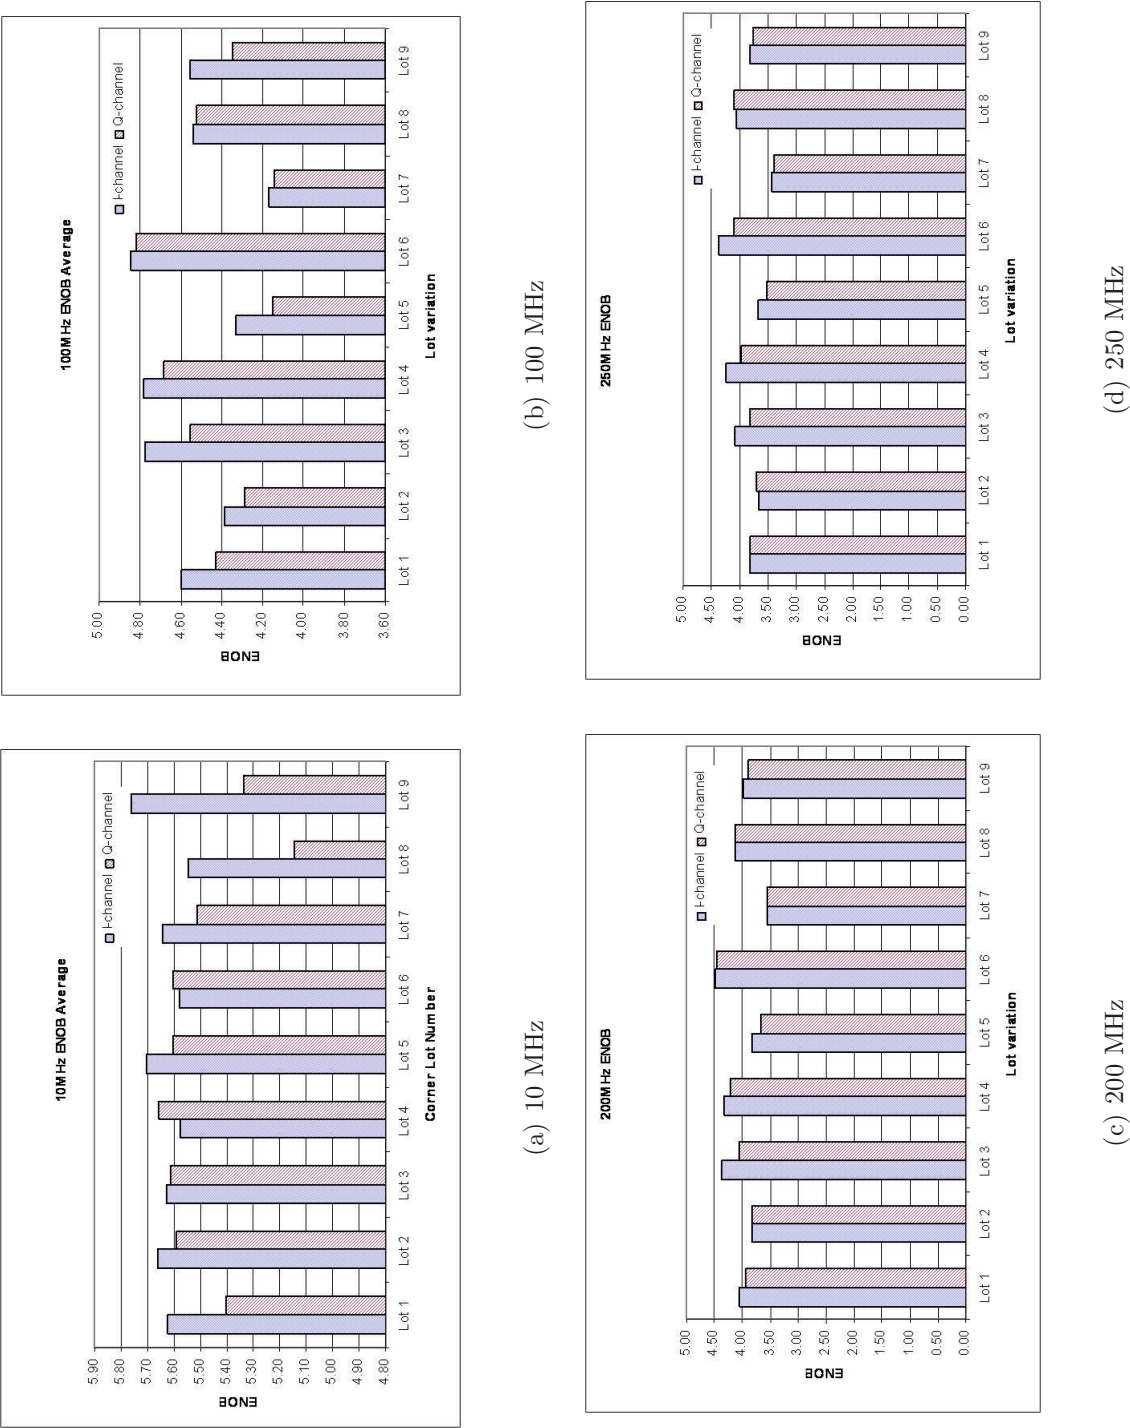 10MHz ENOB Average
I-channel Q-channel
5.90
5.80
5.70
5.60
5.50
5.40
5.30
5.20
5.10
5.00
4.90
4.80
ENOB
Lot 1 Lot 2 Lot 3 Lot 4 Lot 5 Lot 6 Lot 7 Lot 8 Lot 9
Corner Lot Number
(a) 10 MHz
100MHz ENOB Average
I-channel Q-channel
5.00
4.80
4.60
4.40
4.20
4.00
3.80
3.60
ENOB
Lot 1 Lot 2 Lot 3 Lot 4 Lot 5 Lot 6 Lot 7 Lot 8 Lot 9
Lot variation
(b) 100 MHz
200MHz ENOB
I-channel Q-channel
5.00
4.50
4.00
3.50
3.00
2.50
2.00
1.50
1.00
0.50
0.00
ENOB
Lot 1 Lot 2 Lot 3 Lot 4 Lot 5 Lot 6 Lot 7 Lot 8 Lot 9
Lot variation
(c) 200 MHz
250MHz ENOB
I-channel Q-channel
5.00
4.50
4.00
3.50
3.00
2.50
2.00
1.50
1.00
0.50
0.00
ENOB
Lot 1 Lot 2 Lot 3 Lot 4 Lot 5 Lot 6 Lot 7 Lot 8 Lot 9
Lot variation
(d) 250 MHz